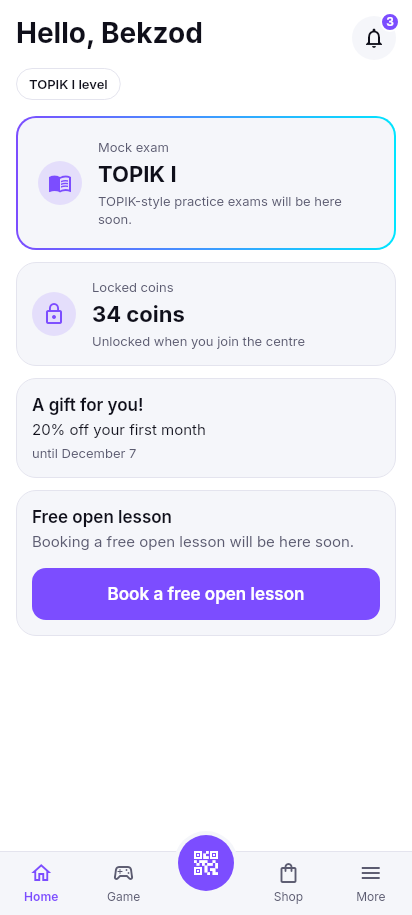 Hello, Bekzod
3
TOPIK I level
Mock exam
TOPIK I
TOPIK-style practice exams will be here
soon.
Locked coins
34 coins
Unlocked when you join the centre
A gift for you!
20% off your first month
until December 7
Free open lesson
Booking a free open lesson will be here soon.
Book a free open lesson
Home
Game
Shop
More